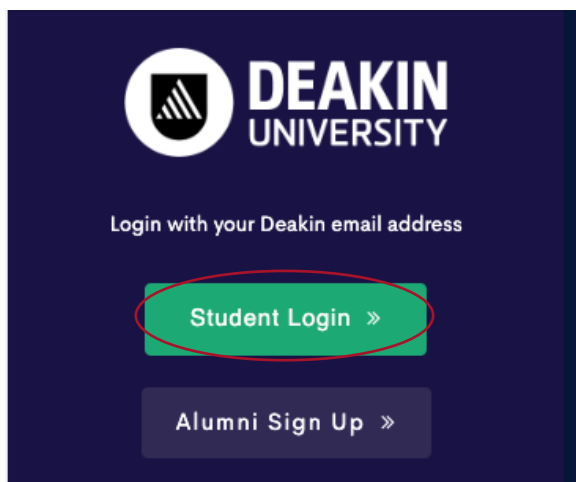 DEAKIN
UNIVERSITY
Login with your Deakin email address
Student Login »
Alumni Sign Up »